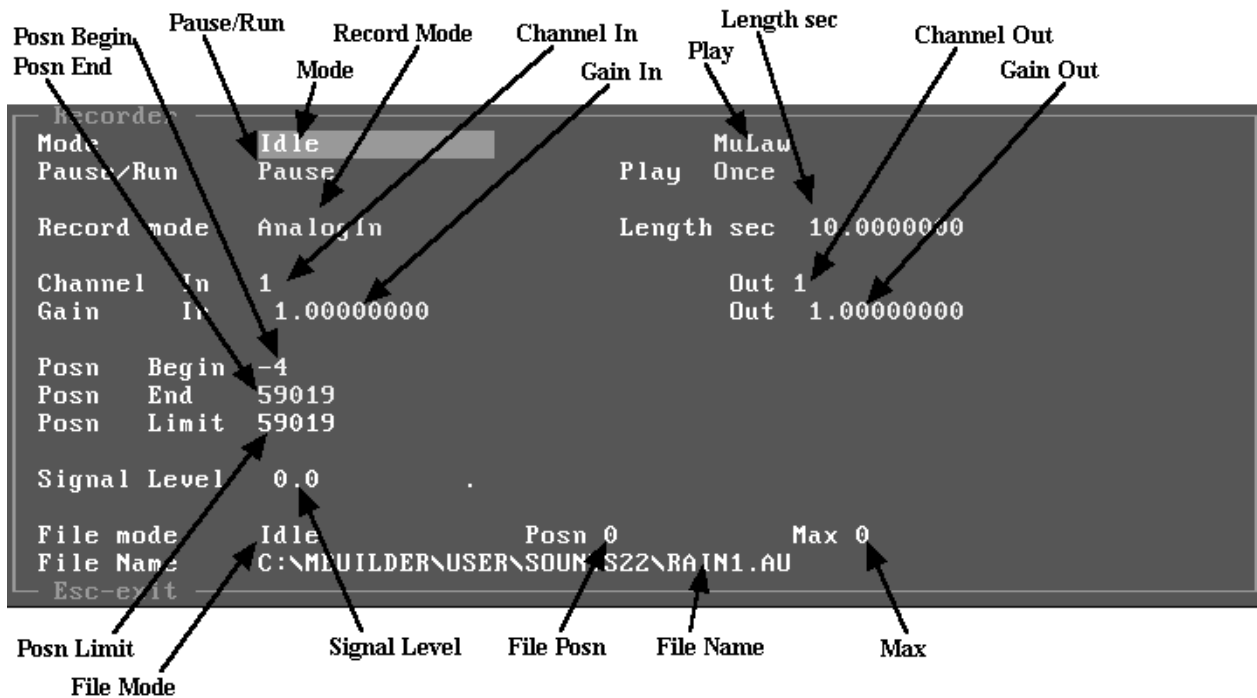 Posn Begin Pause/Run Record Mode Channel In Length sec Channel Out
Posn End Mode Gain In Play Gain Out
Recorder
Mode Idle MuLaw
Pause/Run Pause Play Once
Record mode AnalogIn Length sec 10.0000000
Channel In 1 Out 1
Gain In 1.00000000 Out 1.00000000
Posn Begin -4
Posn End 59019
Posn Limit 59019
Signal Level 0.0 .
File mode Idle Posn 0 Max 0
File Name C:\MBUILDER\USER\SOUNDS22\RAIN1.AU
Esc-exit
Posn Limit Signal Level File Posn File Name Max
File Mode